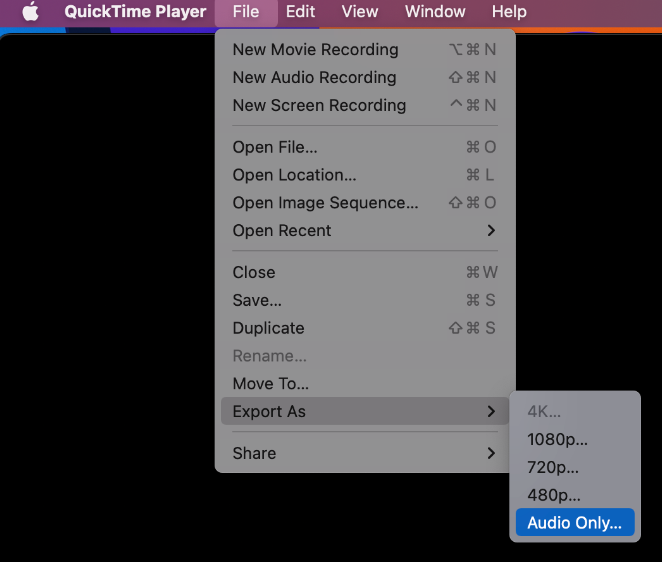 QuickTime Player File Edit View Window Help
New Movie Recording ⌥⌘N
New Audio Recording ⇧⌘N
New Screen Recording ^⌘N
Open File... ⌘O
Open Location... ⌘L
Open Image Sequence... ⇧⌘O
Open Recent >
Close ⌘W
Save... ⌘S
Duplicate ⇧⌘S
Rename...
Move To...
Export As >
Share >
4K...
1080p...
720p...
480p...
Audio Only...